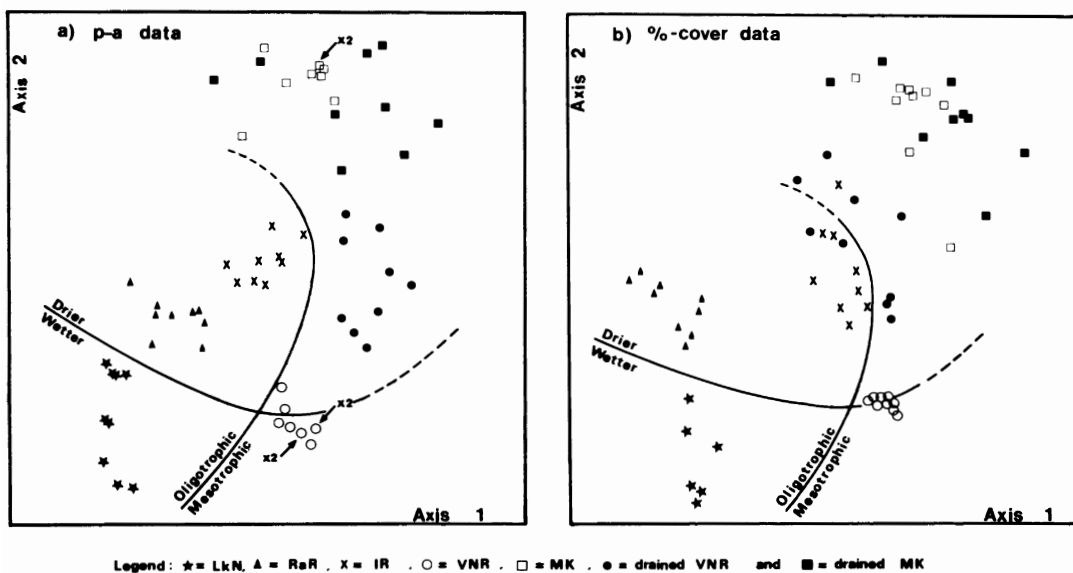 a) p-a data
x2
Axis 2
Drier
Wetter
x2
x2
Oligotrophic
Mesotrophic
Axis 1
b) %-cover data
Axis 2
Drier
Wetter
Oligotrophic
Mesotrophic
Axis 1
Legend: ★= LkN, ▲= RaR, X= IR, ○= VNR, □= MK, ●= drained VNR and ■= drained MK